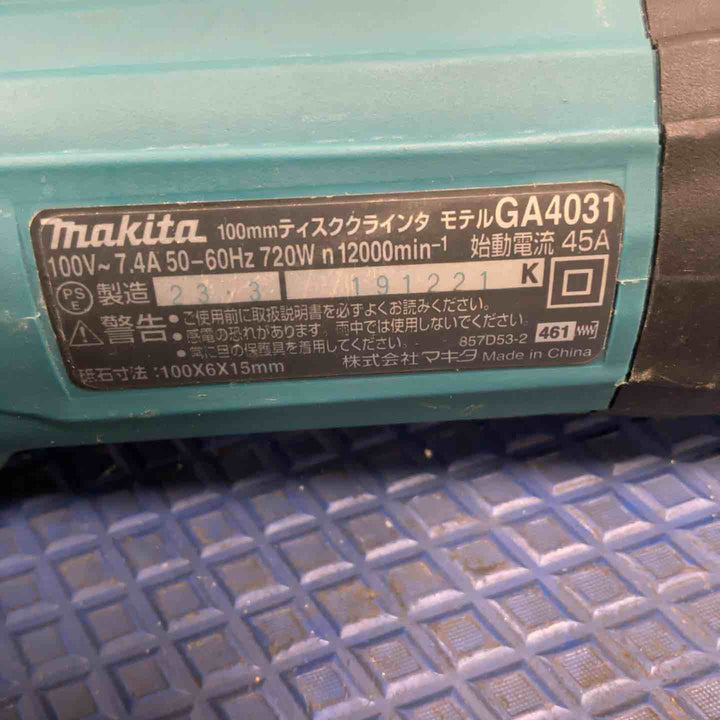 makita 100mmディスクグラインダ モデルGA4031
100V~7.4A 50-60Hz 720W n 12000min-1 始動電流 45A
PSE 製造 23.3 191221 K
警告 •ご使用前に取扱説明書を必ずよくお読みください。
•感電の恐れがあります。雨中では使用しないでください。
•常に目の保護具を着用してください。
857D53-2 461
砥石寸法:100X6X15mm 株式会社マキタ Made in China